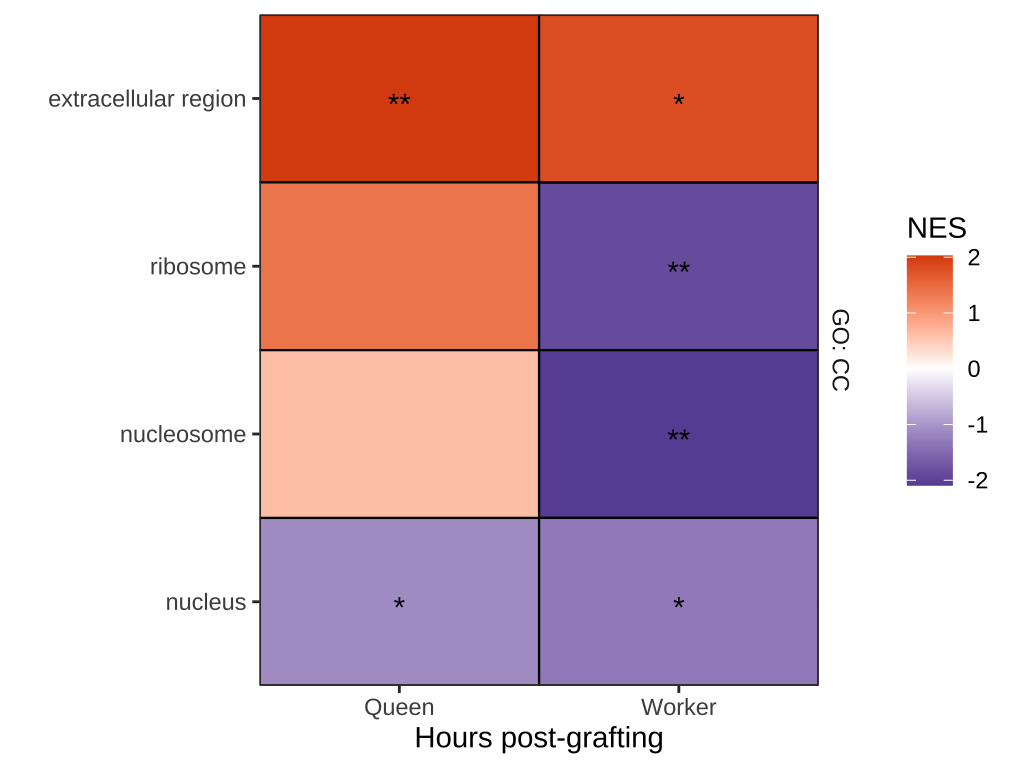 extracellular region
**
*
ribosome
**
nucleosome
**
nucleus
*
*
Queen
Worker
Hours post-grafting
GO: CC
NES
2
1
0
-1
-2